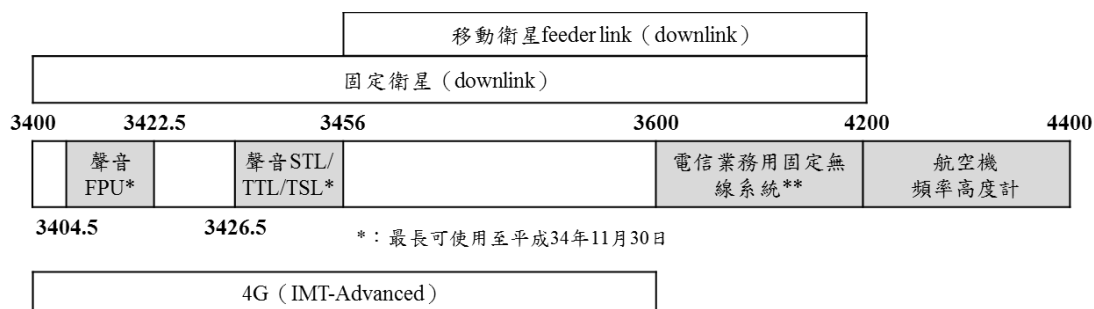 移動衛星feeder link（downlink）
固定衛星（downlink）
3400 3422.5 3456 3600 4200 4400
聲音
FPU*
聲音STL/
TTL/TSL*
電信業務用固定無
線系統**
航空機
頻率高度計
3404.5 3426.5
*：最長可使用至平成34年11月30日
4G（IMT-Advanced）